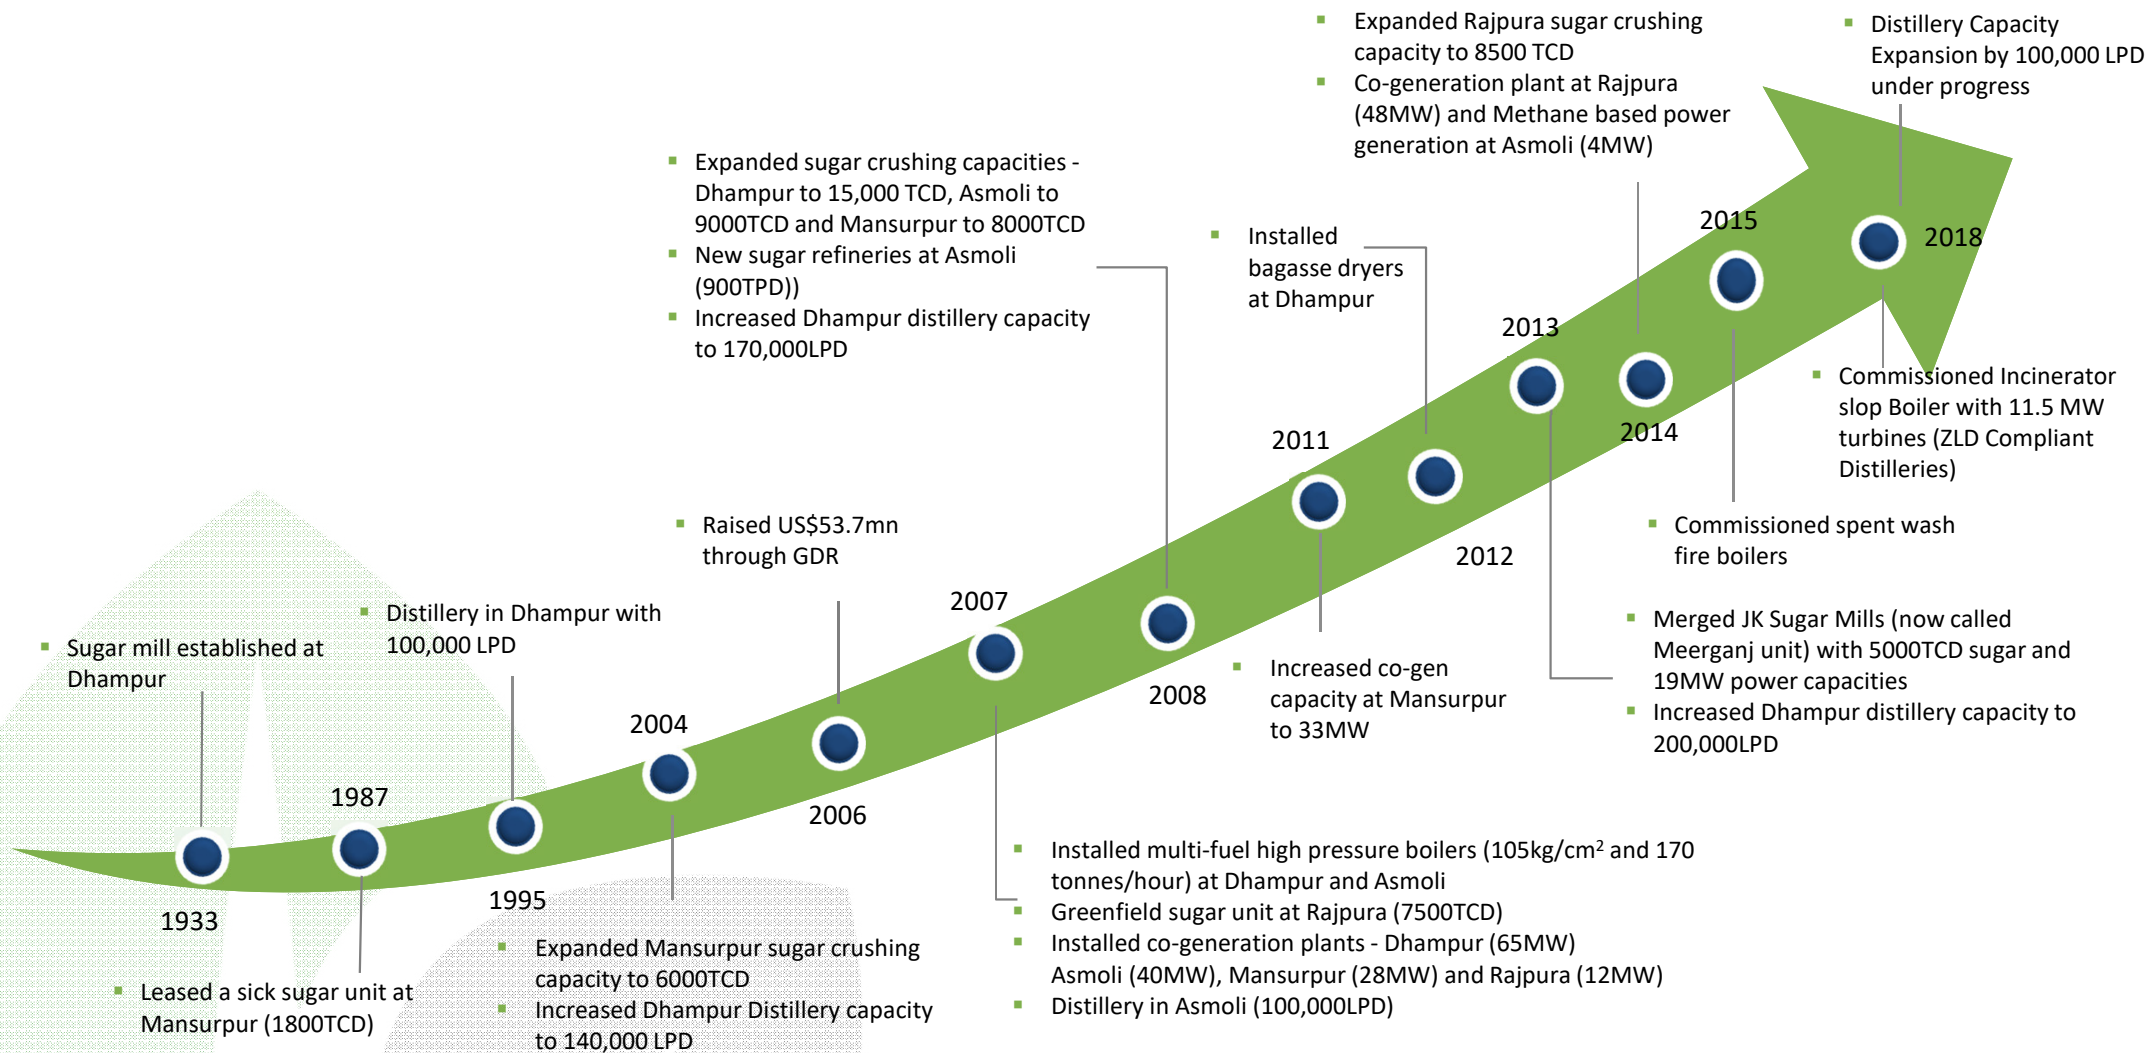 ▪ Sugar mill established at
Dhampur
1933
1987
▪ Leased a sick sugar unit at
Mansurpur (1800TCD)
▪ Distillery in Dhampur with
100,000 LPD
1995
2004
▪ Expanded Mansurpur sugar crushing
capacity to 6000TCD
▪ Increased Dhampur Distillery capacity
to 140,000 LPD
▪ Raised US$53.7mn
through GDR
2006
2007
▪ Installed multi-fuel high pressure boilers (105kg/cm² and 170
tonnes/hour) at Dhampur and Asmoli
▪ Greenfield sugar unit at Rajpura (7500TCD)
▪ Installed co-generation plants - Dhampur (65MW)
Asmoli (40MW), Mansurpur (28MW) and Rajpura (12MW)
▪ Distillery in Asmoli (100,000LPD)
▪ Expanded sugar crushing capacities -
Dhampur to 15,000 TCD, Asmoli to
9000TCD and Mansurpur to 8000TCD
▪ New sugar refineries at Asmoli
(900TPD))
▪ Increased Dhampur distillery capacity
to 170,000LPD
2008
2011
▪ Increased co-gen
capacity at Mansurpur
to 33MW
▪ Installed
bagasse dryers
at Dhampur
2012
2013
▪ Merged JK Sugar Mills (now called
Meerganj unit) with 5000TCD sugar and
19MW power capacities
▪ Increased Dhampur distillery capacity to
200,000LPD
▪ Expanded Rajpura sugar crushing
capacity to 8500 TCD
▪ Co-generation plant at Rajpura
(48MW) and Methane based power
generation at Asmoli (4MW)
2014
2015
▪ Commissioned spent wash
fire boilers
▪ Distillery Capacity
Expansion by 100,000 LPD
under progress
2018
▪ Commissioned Incinerator
slop Boiler with 11.5 MW
turbines (ZLD Compliant
Distilleries)